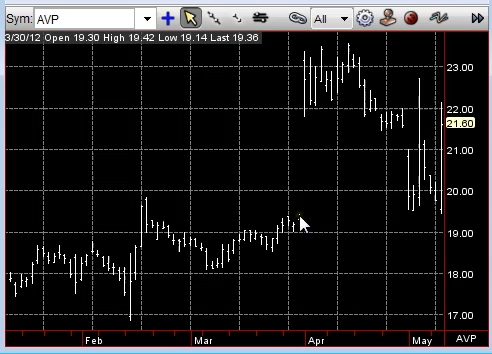 Sym: AVP All
3/30/12 Open 19.30 High 19.42 Low 19.14 Last 19.36
23.00
22.00
21.60
21.00
20.00
19.00
18.00
17.00
Feb Mar Apr May AVP